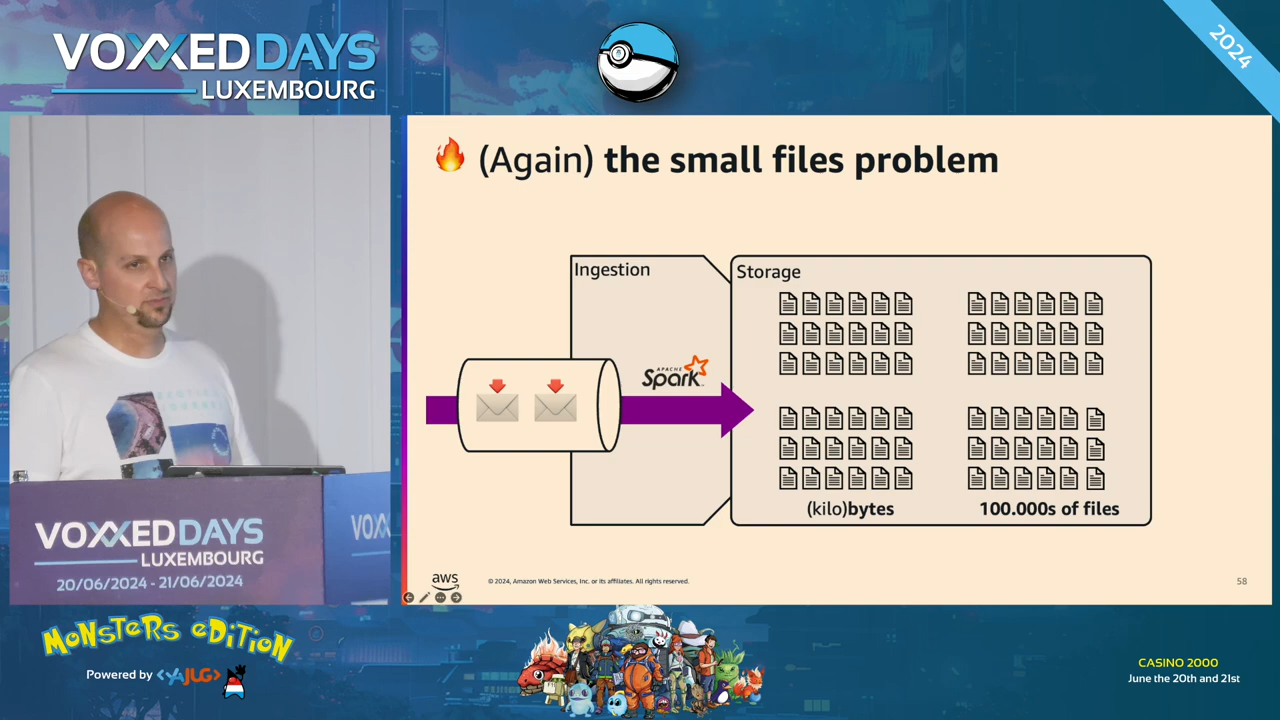 VOXXEDDAYS
LUXEMBOURG
2024
🔥 (Again) the small files problem
Ingestion
Storage
APACHE
Spark
(kilo)bytes
100.000s of files
aws
© 2024, Amazon Web Services, Inc. or its affiliates. All rights reserved.
58
VOXXEDDAYS
LUXEMBOURG
20/06/2024 - 21/06/2024
VOX
MONSTERS EDITION
Powered by <YAJUG>
CASINO 2000
June the 20th and 21st